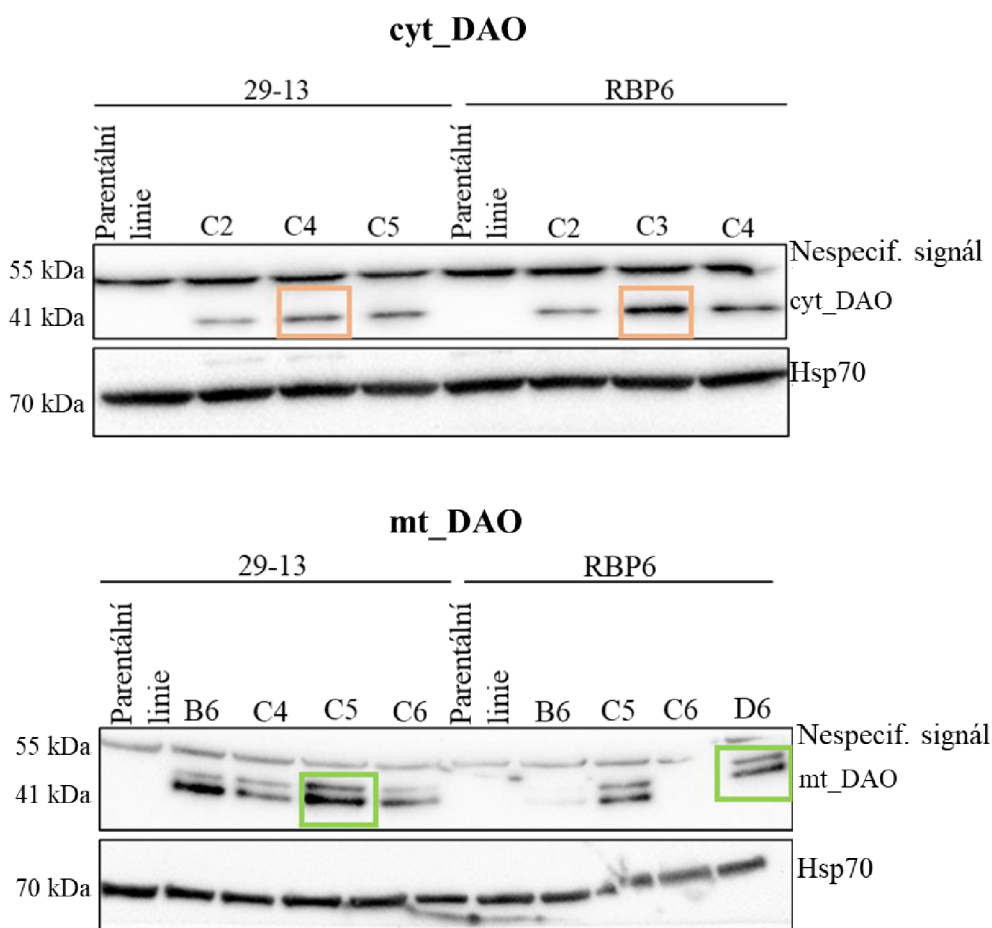 cyt_DAO
29-13 RBP6
Parentální
linie
C2 C4 C5
Parentální
linie
C2 C3 C4
55 kDa
Nespecif. signál
41 kDa
cyt_DAO
70 kDa
Hsp70
mt_DAO
29-13 RBP6
Parentální
linie
B6 C4 C5 C6
Parentální
linie
B6 C5 C6 D6
55 kDa
Nespecif. signál
41 kDa
mt_DAO
70 kDa
Hsp70